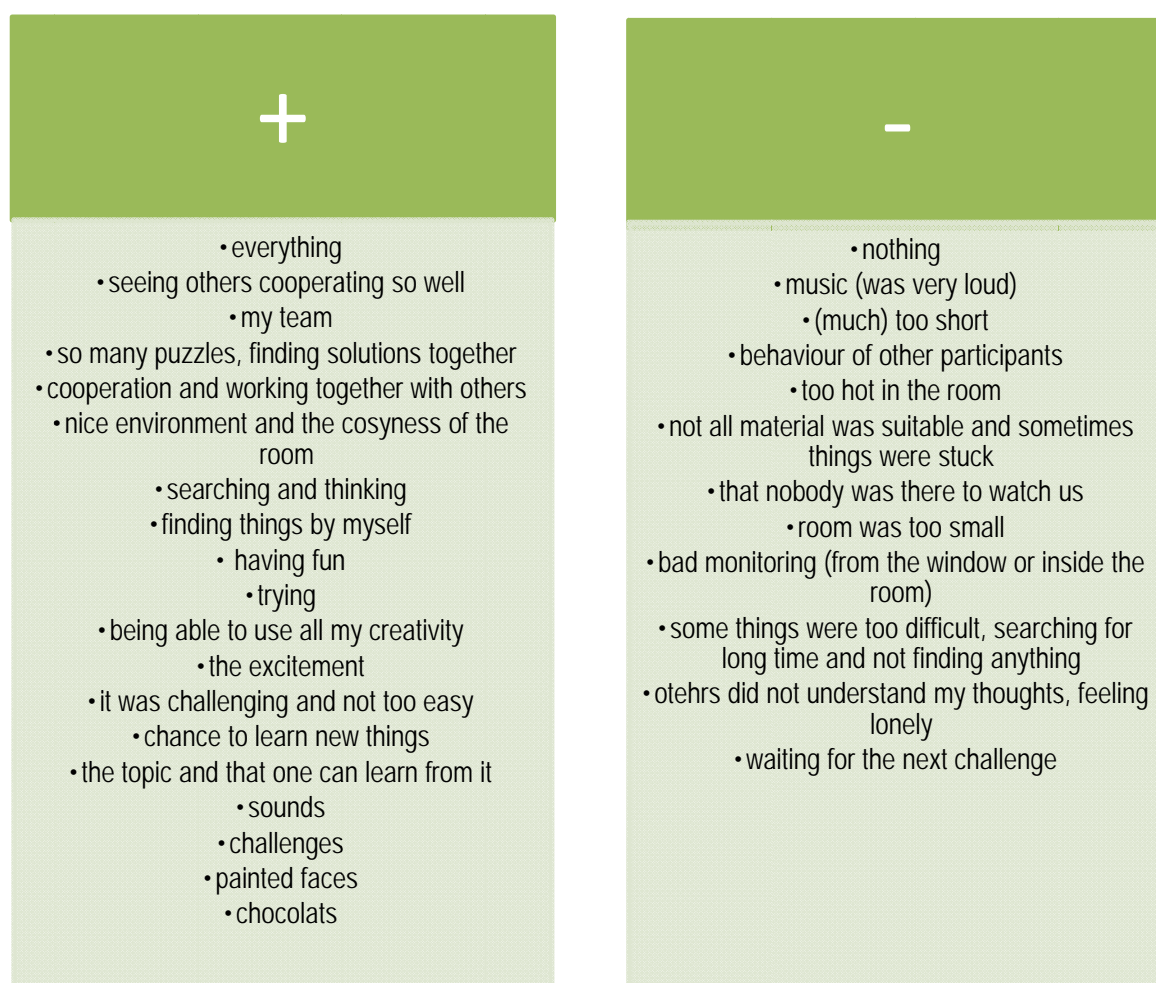 +
• everything
• seeing others cooperating so well
• my team
• so many puzzles, finding solutions together
• cooperation and working together with others
• nice environment and the cosyness of the
room
• searching and thinking
• finding things by myself
• having fun
• trying
• being able to use all my creativity
• the excitement
• it was challenging and not too easy
• chance to learn new things
• the topic and that one can learn from it
• sounds
• challenges
• painted faces
• chocolats
-
• nothing
• music (was very loud)
• (much) too short
• behaviour of other participants
• too hot in the room
• not all material was suitable and sometimes
things were stuck
• that nobody was there to watch us
• room was too small
• bad monitoring (from the window or inside the
room)
• some things were too difficult, searching for
long time and not finding anything
• otehrs did not understand my thoughts, feeling
lonely
• waiting for the next challenge